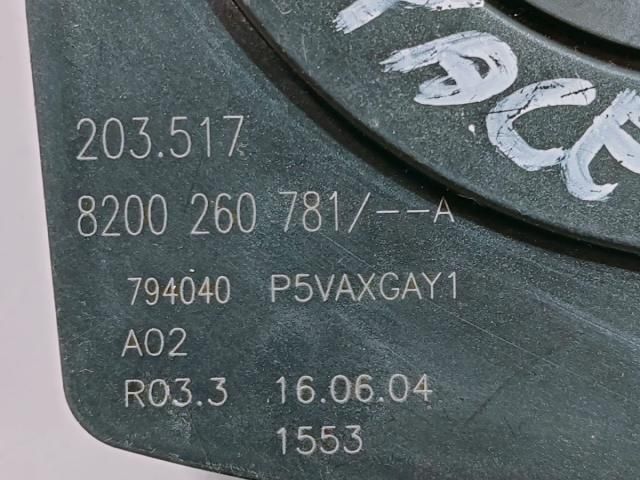 203.517
8200 260 781/--A
794040 P5VAXGAY1
A02
R03.3 16.06.04
1553